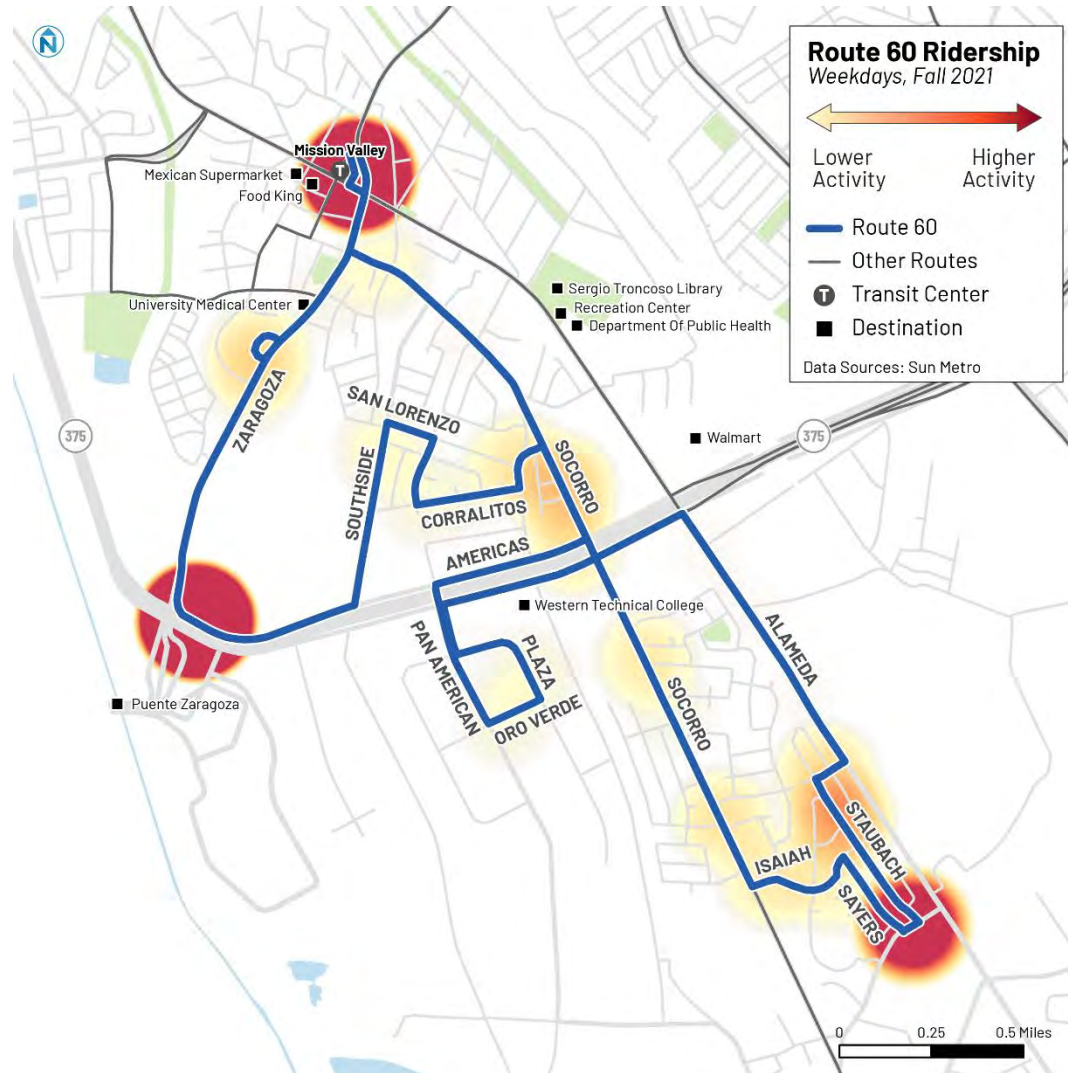 N
Route 60 Ridership
Weekdays, Fall 2021
Lower
Activity
Higher
Activity
Route 60
Other Routes
T
Transit Center
Destination
Data Sources: Sun Metro
Mission Valley
T
Mexican Supermarket
Food King
University Medical Center
Sergio Troncoso Library
Recreation Center
Department Of Public Health
ZARAGOZA
SAN LORENZO
375
Walmart
375
SOCORRO
SOUTHSIDE
CORRALITOS
AMERICAS
Western Technical College
PAN AMERICAN
PLAZA
ORO VERDE
ALAMEDA
SOCORRO
Puente Zaragoza
STAUBACH
ISAIAH
SAYERS
0
0.25
0.5 Miles